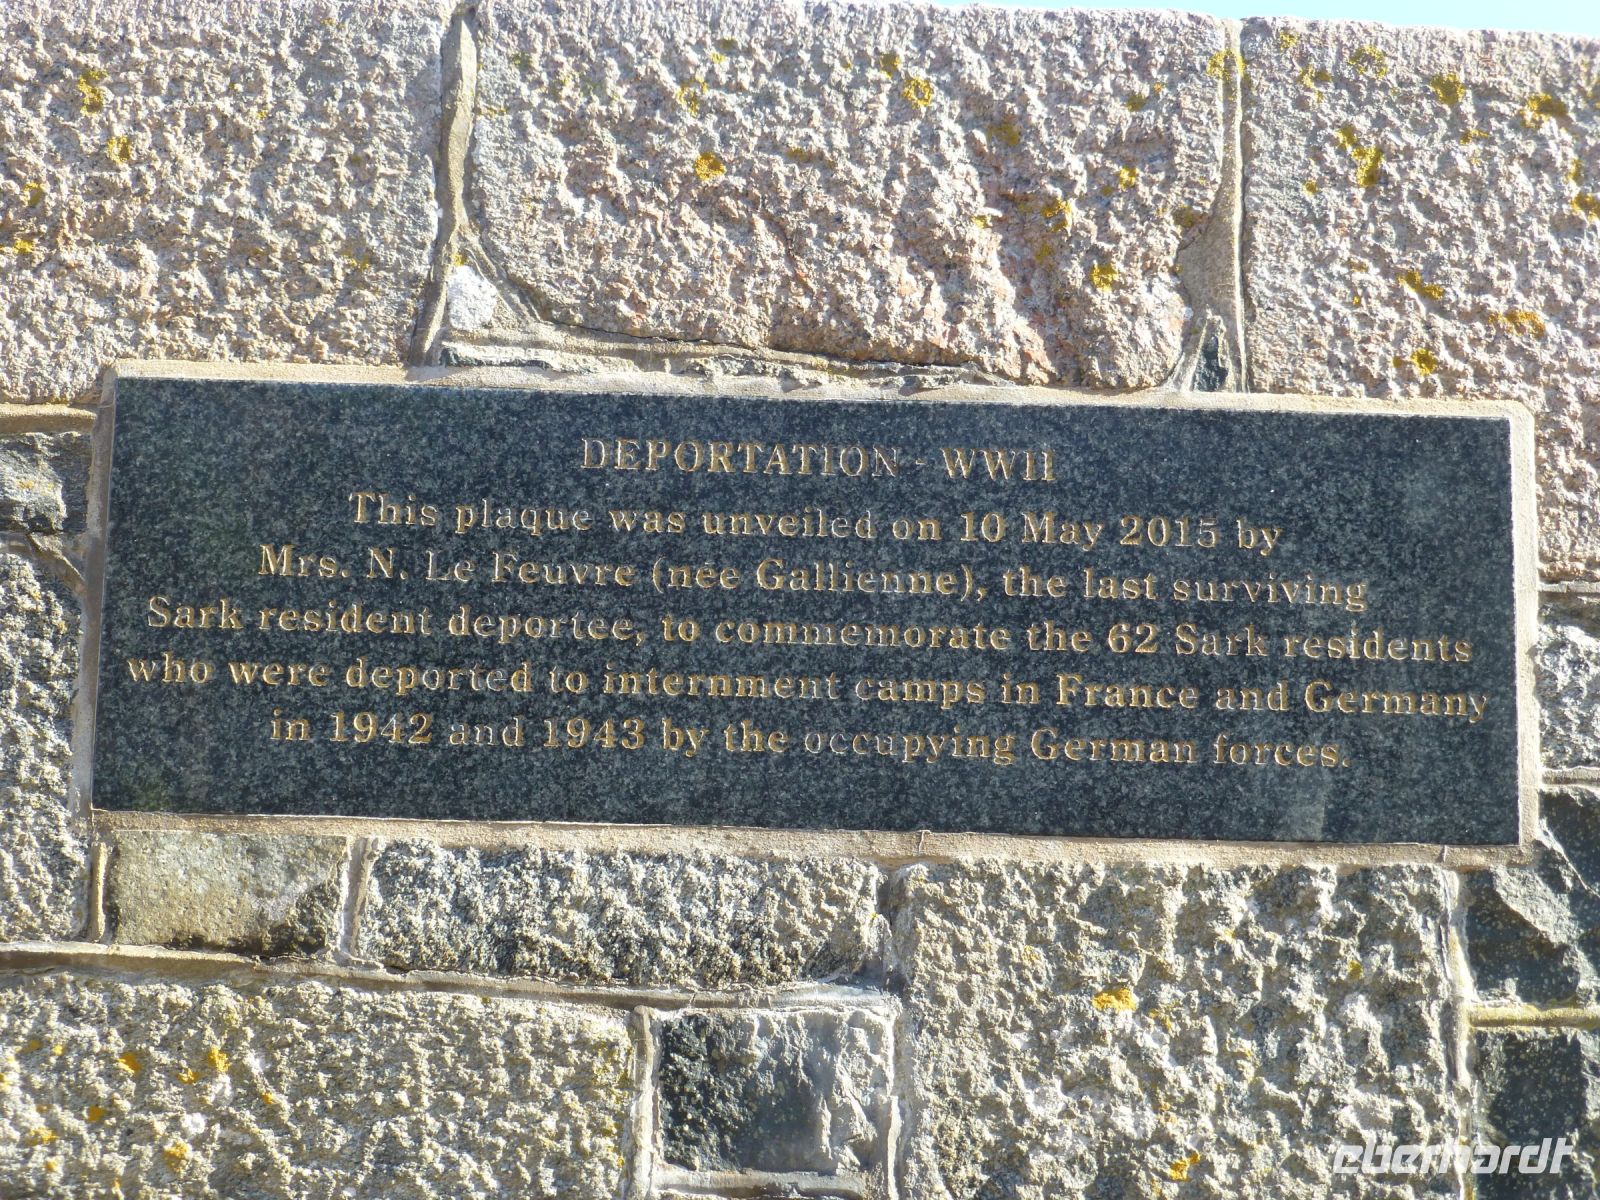 DEPORTATION - WWII
This plaque was unveiled on 10 May 2015 by
Mrs. N. Le Feuvre (née Gallienne), the last surviving
Sark resident deportee, to commemorate the 62 Sark residents
who were deported to internment camps in France and Germany
in 1942 and 1943 by the occupying German forces.
eberhardt